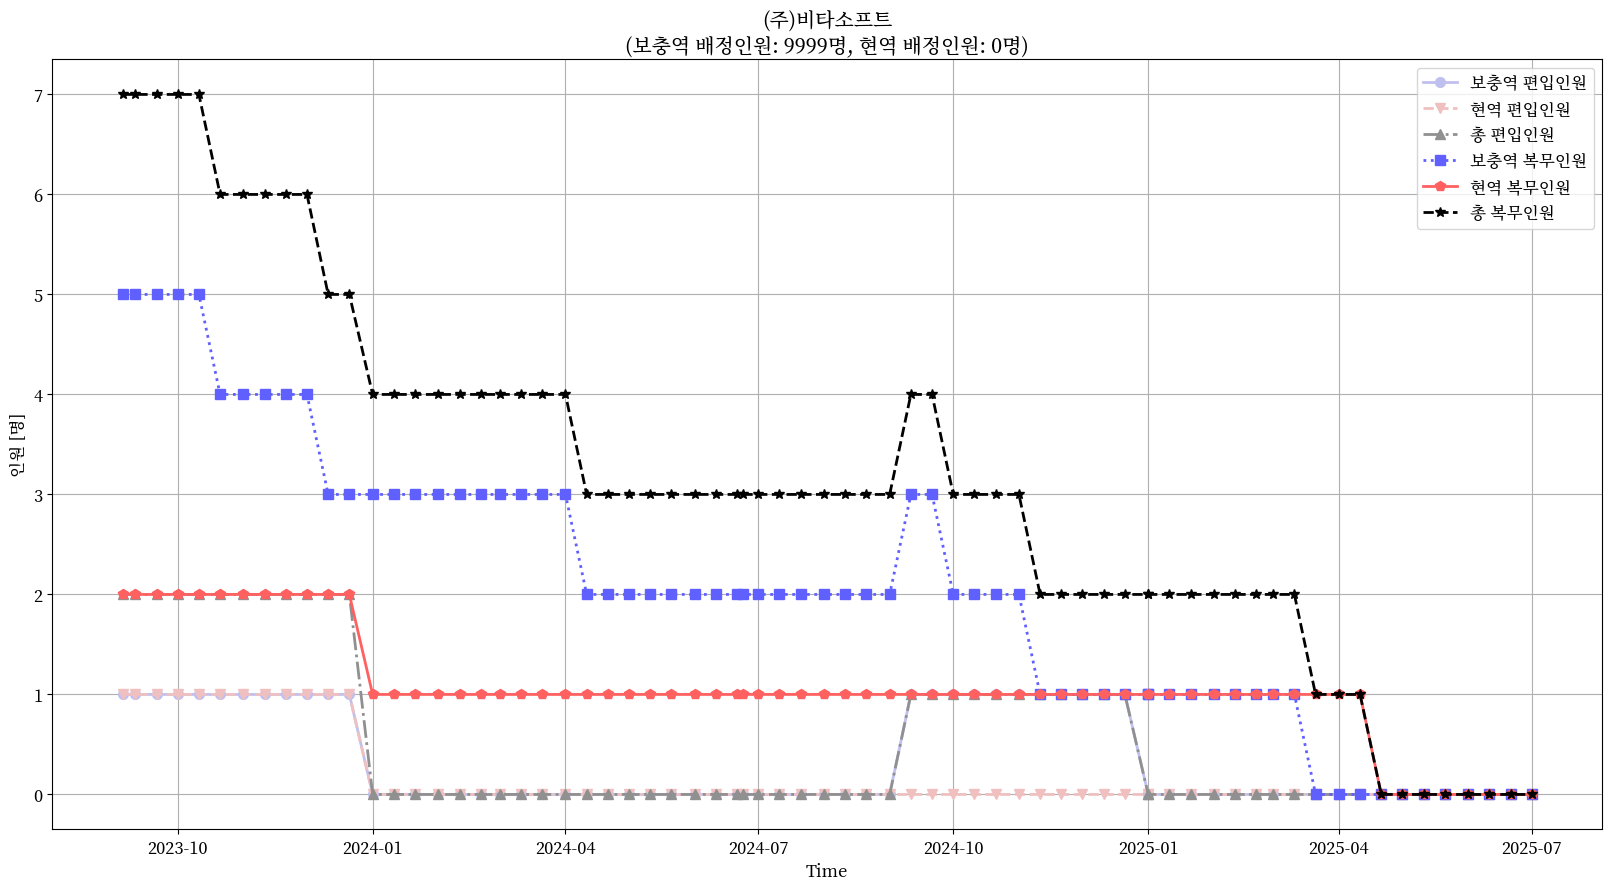 (주)비타소프트
(보충역 배정인원: 9999명, 현역 배정인원: 0명)
보충역 편입인원
현역 편입인원
총 편입인원
보충역 복무인원
현역 복무인원
총 복무인원
인원 [명]
7
6
5
4
3
2
1
0
2023-10
2024-01
2024-04
2024-07
2024-10
2025-01
2025-04
2025-07
Time